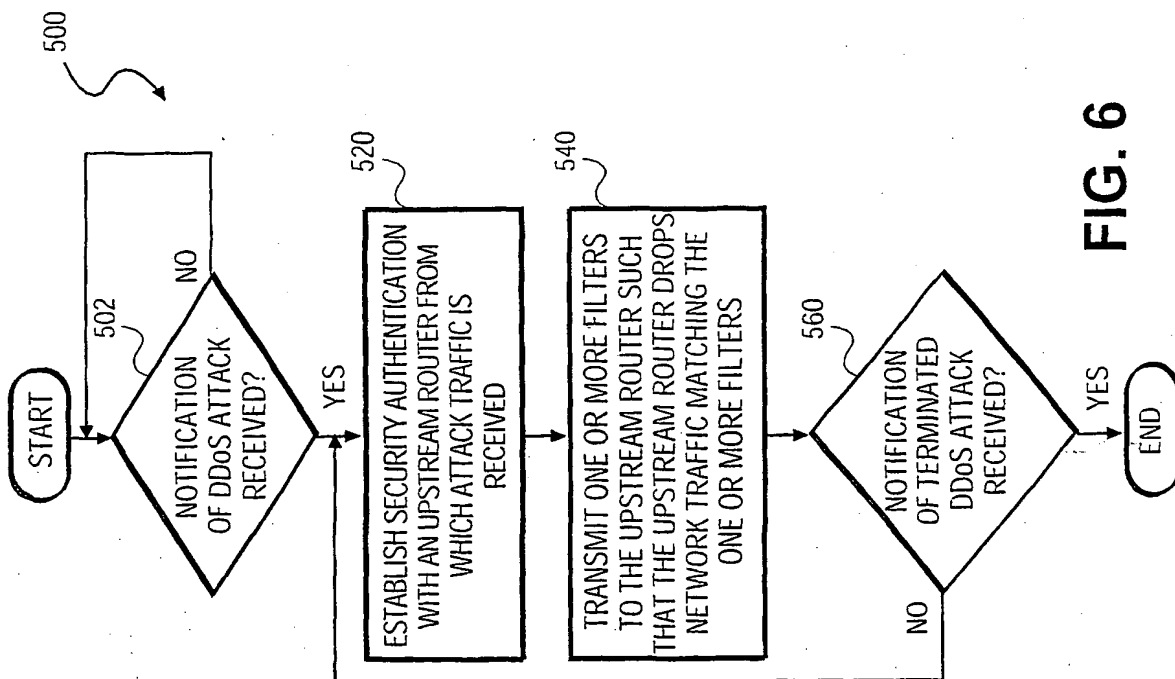 500
START
502
NOTIFICATION
OF DDoS ATTACK
RECEIVED?
NO
YES
520
ESTABLISH SECURITY AUTHENTICATION
WITH AN UPSTREAM ROUTER FROM
WHICH ATTACK TRAFFIC IS
RECEIVED
540
TRANSMIT ONE OR MORE FILTERS
TO THE UPSTREAM ROUTER SUCH
THAT THE UPSTREAM ROUTER DROPS
NETWORK TRAFFIC MATCHING THE
ONE OR MORE FILTERS
560
NOTIFICATION
OF TERMINATED
DDoS ATTACK
RECEIVED?
NO
YES
END
FIG. 6